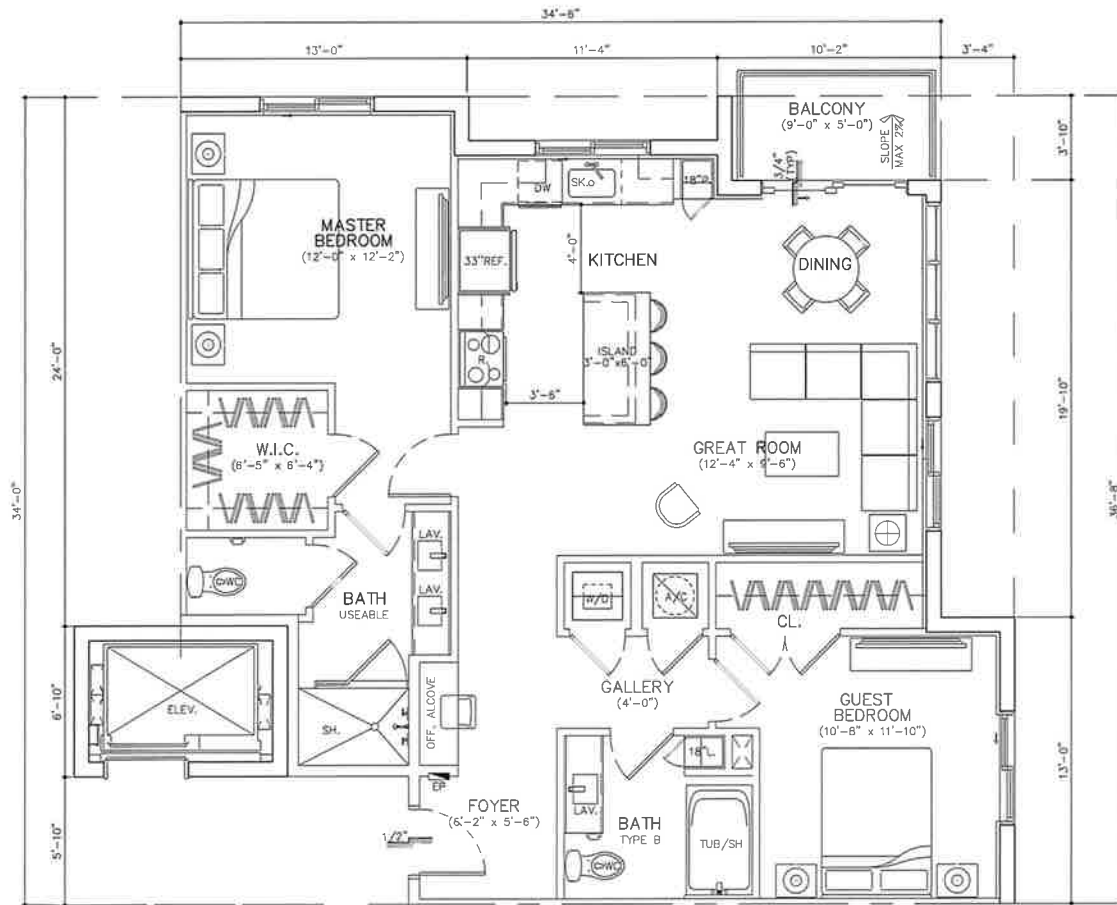 34'-6"
13'-0"
11'-4"
10'-2"
3'-4"
BALCONY
(9'-0" x 5'-0")
SLOPE
MAX 2%
3/4"
(TYP)
3'-10"
MASTER
BEDROOM
(12'-0" x 12'-2")
DW
SK.
18"P.
33"REF.
4'-0"
KITCHEN
DINING
R.
ISLAND
3'-0"x6'-0"
3'-6"
24'-0"
34'-0"
19'-10"
36'-8"
W.I.C.
(6'-5" x 6'-4")
GREAT ROOM
(12'-4" x 9'-6")
LAV.
LAV.
WC
BATH
USEABLE
W/D
A/C
CL.
ELEV.
6'-10"
SH.
OFF. ALCOVE
GALLERY
(4'-0")
GUEST
BEDROOM
(10'-8" x 11'-10")
18"L.
EP
FOYER
(6'-2" x 5'-6")
1/2"
LAV.
BATH
TYPE B
TUB/SH
WC
5'-10"
13'-0"